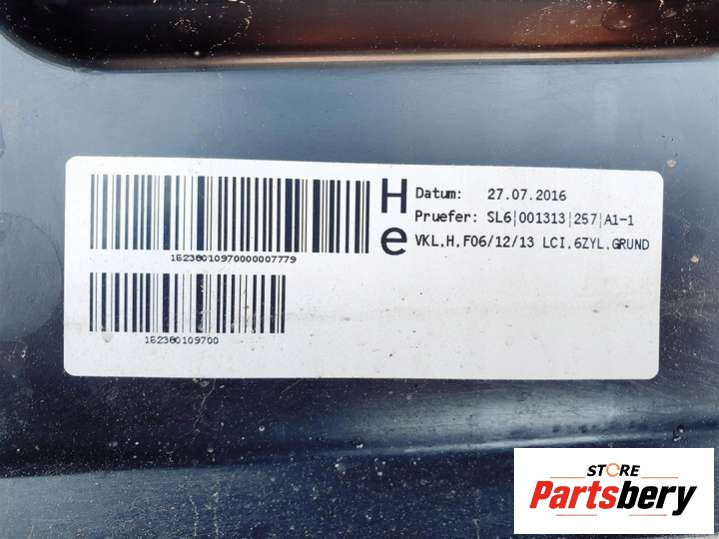 16236010970000007779
162360109700
H
e
Datum: 27.07.2016
Pruefer: SL6|001313|257|A1-1
VKL.H.F06/12/13 LCI.6ZYL.GRUND
STORE
Partsbery